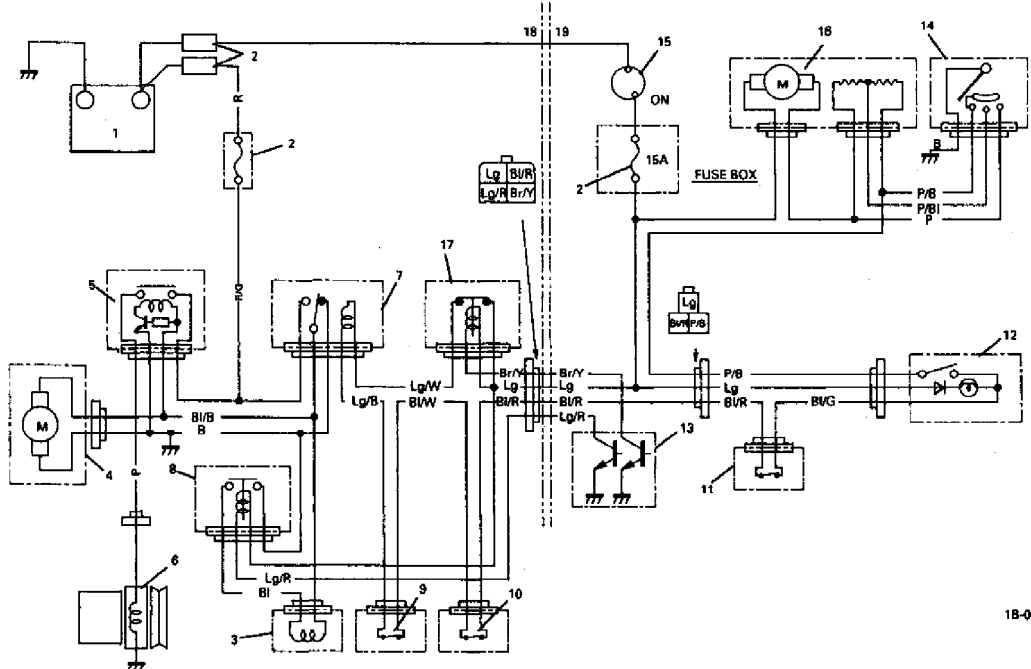 18 19
15
16
14
2
R
1
ON
2
Lg Bl/R
Lg/R Br/Y
15A
2
FUSE BOX
M
B
P/B
P/Bl
P
17
5
7
Lg
Bl/R P/B
12
Br/Y Br/Y
P/B
Lg/W Lg Lg Lg
Lg/B Bl/W Bl/R Bl/R Bl/R Bl/G
Lg/R
M
Bl/B
B
4
8
13
11
P
6
Lg/R
Bl
9
10
3
18-0